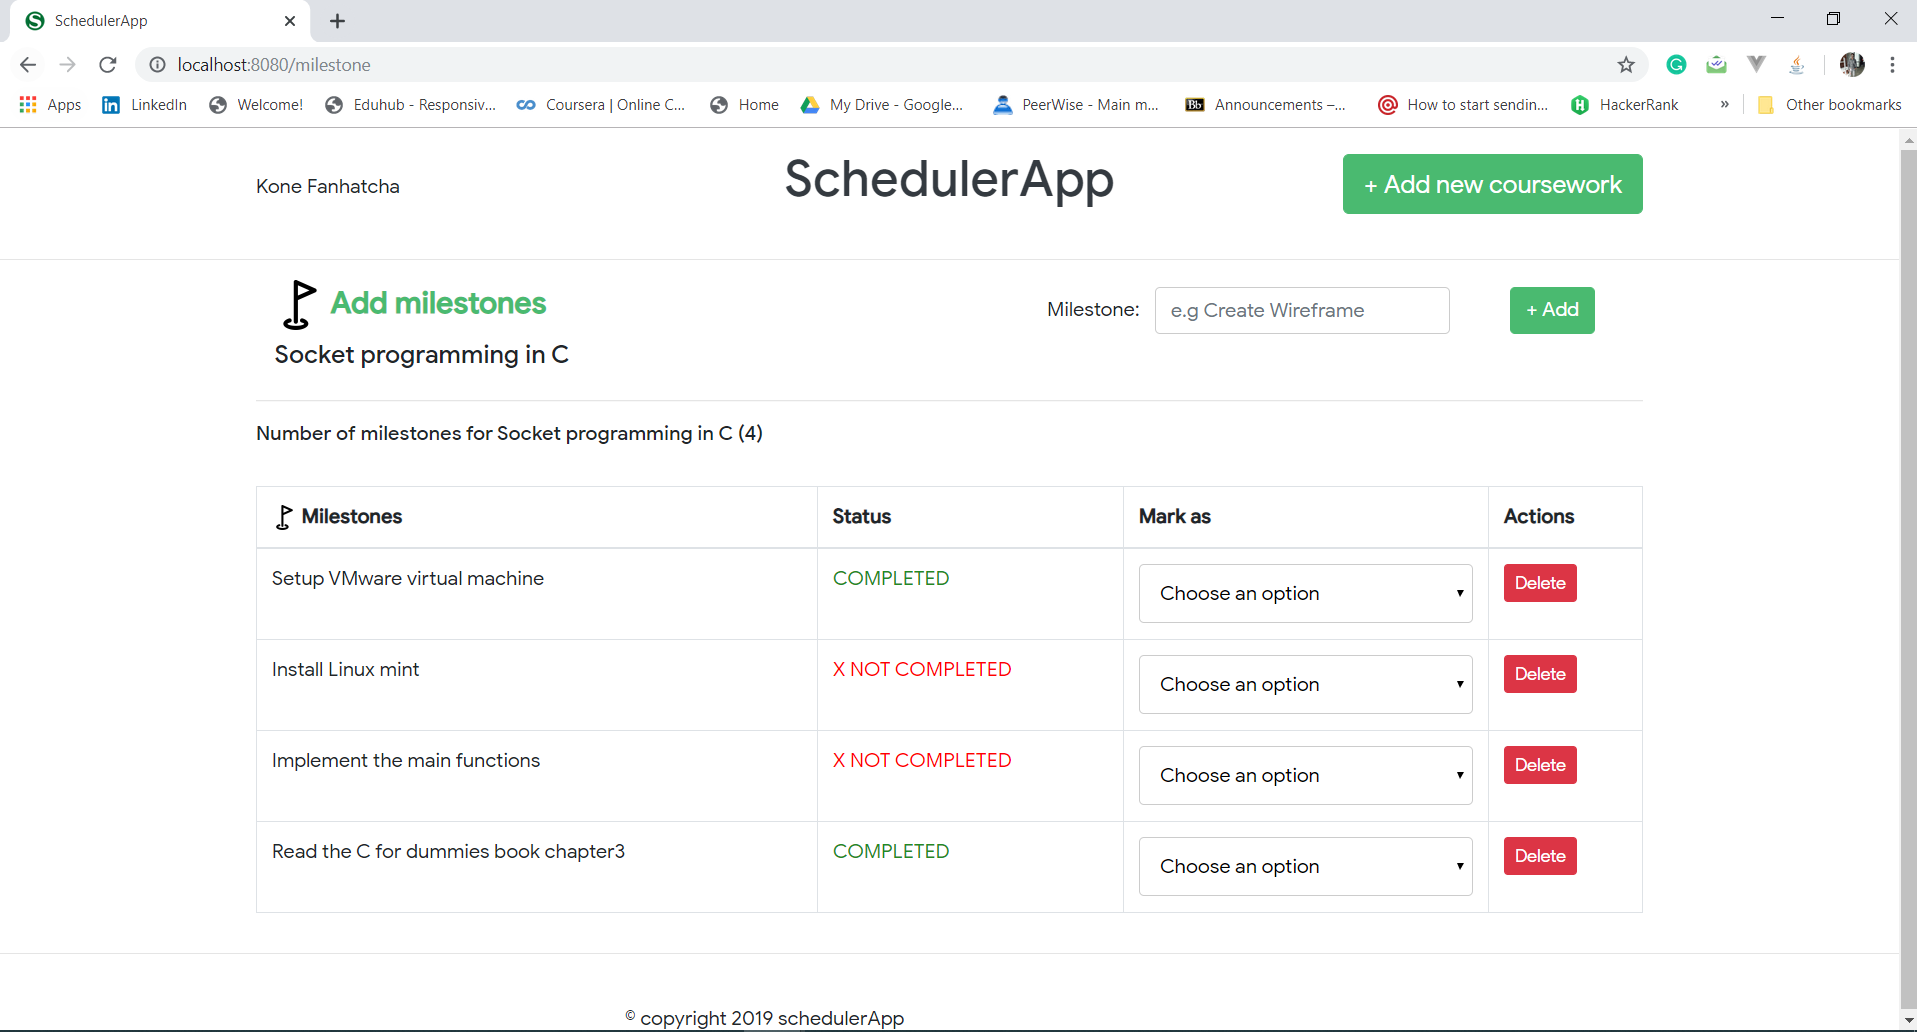 SchedulerApp
localhost:8080/milestone
Apps LinkedIn Welcome! Eduhub - Responsiv... Coursera | Online C... Home My Drive - Google... PeerWise - Main m... Bb Announcements –... How to start sendin... HackerRank » Other bookmarks
Kone Fanhatcha SchedulerApp + Add new coursework
Add milestones Milestone: e.g Create Wireframe + Add
Socket programming in C
Number of milestones for Socket programming in C (4)
Milestones Status Mark as Actions
Setup VMware virtual machine COMPLETED Choose an option Delete
Install Linux mint X NOT COMPLETED Choose an option Delete
Implement the main functions X NOT COMPLETED Choose an option Delete
Read the C for dummies book chapter3 COMPLETED Choose an option Delete
© copyright 2019 schedulerApp